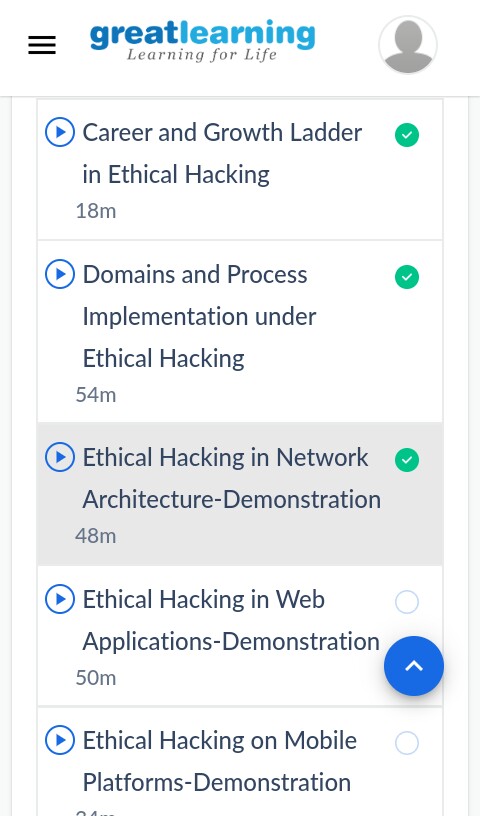 greatlearning
Learning for Life
Career and Growth Ladder
in Ethical Hacking
18m
Domains and Process
Implementation under
Ethical Hacking
54m
Ethical Hacking in Network
Architecture-Demonstration
48m
Ethical Hacking in Web
Applications-Demonstration
50m
Ethical Hacking on Mobile
Platforms-Demonstration